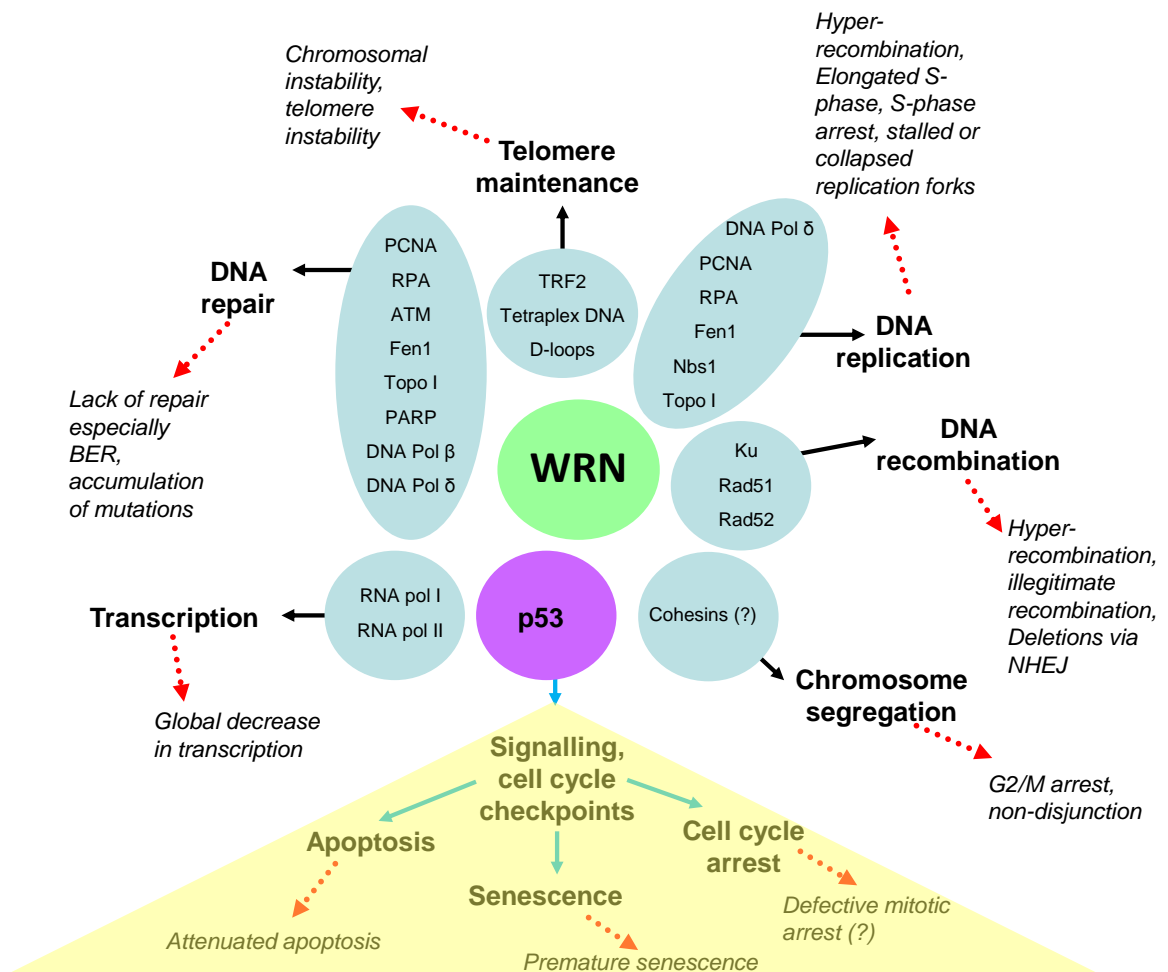 Hyper-
recombination,
Elongated S-
phase, S-phase
arrest, stalled or
collapsed
replication forks
Chromosomal
instability,
telomere
instability
Telomere
maintenance
DNA
repair
PCNA
RPA
ATM
Fen1
Topo I
PARP
DNA Pol β
DNA Pol δ
TRF2
Tetraplex DNA
D-loops
DNA Pol δ
PCNA
RPA
Fen1
Nbs1
Topo I
DNA
replication
Lack of repair
especially
BER,
accumulation
of mutations
WRN
Ku
Rad51
Rad52
DNA
recombination
Hyper-
recombination,
illegitimate
recombination,
Deletions via
NHEJ
Transcription
RNA pol I
RNA pol II
p53
Cohesins (?)
Chromosome
segregation
Global decrease
in transcription
G2/M arrest,
non-disjunction
Signalling,
cell cycle
checkpoints
Apoptosis
Senescence
Cell cycle
arrest
Attenuated apoptosis
Premature senescence
Defective mitotic
arrest (?)